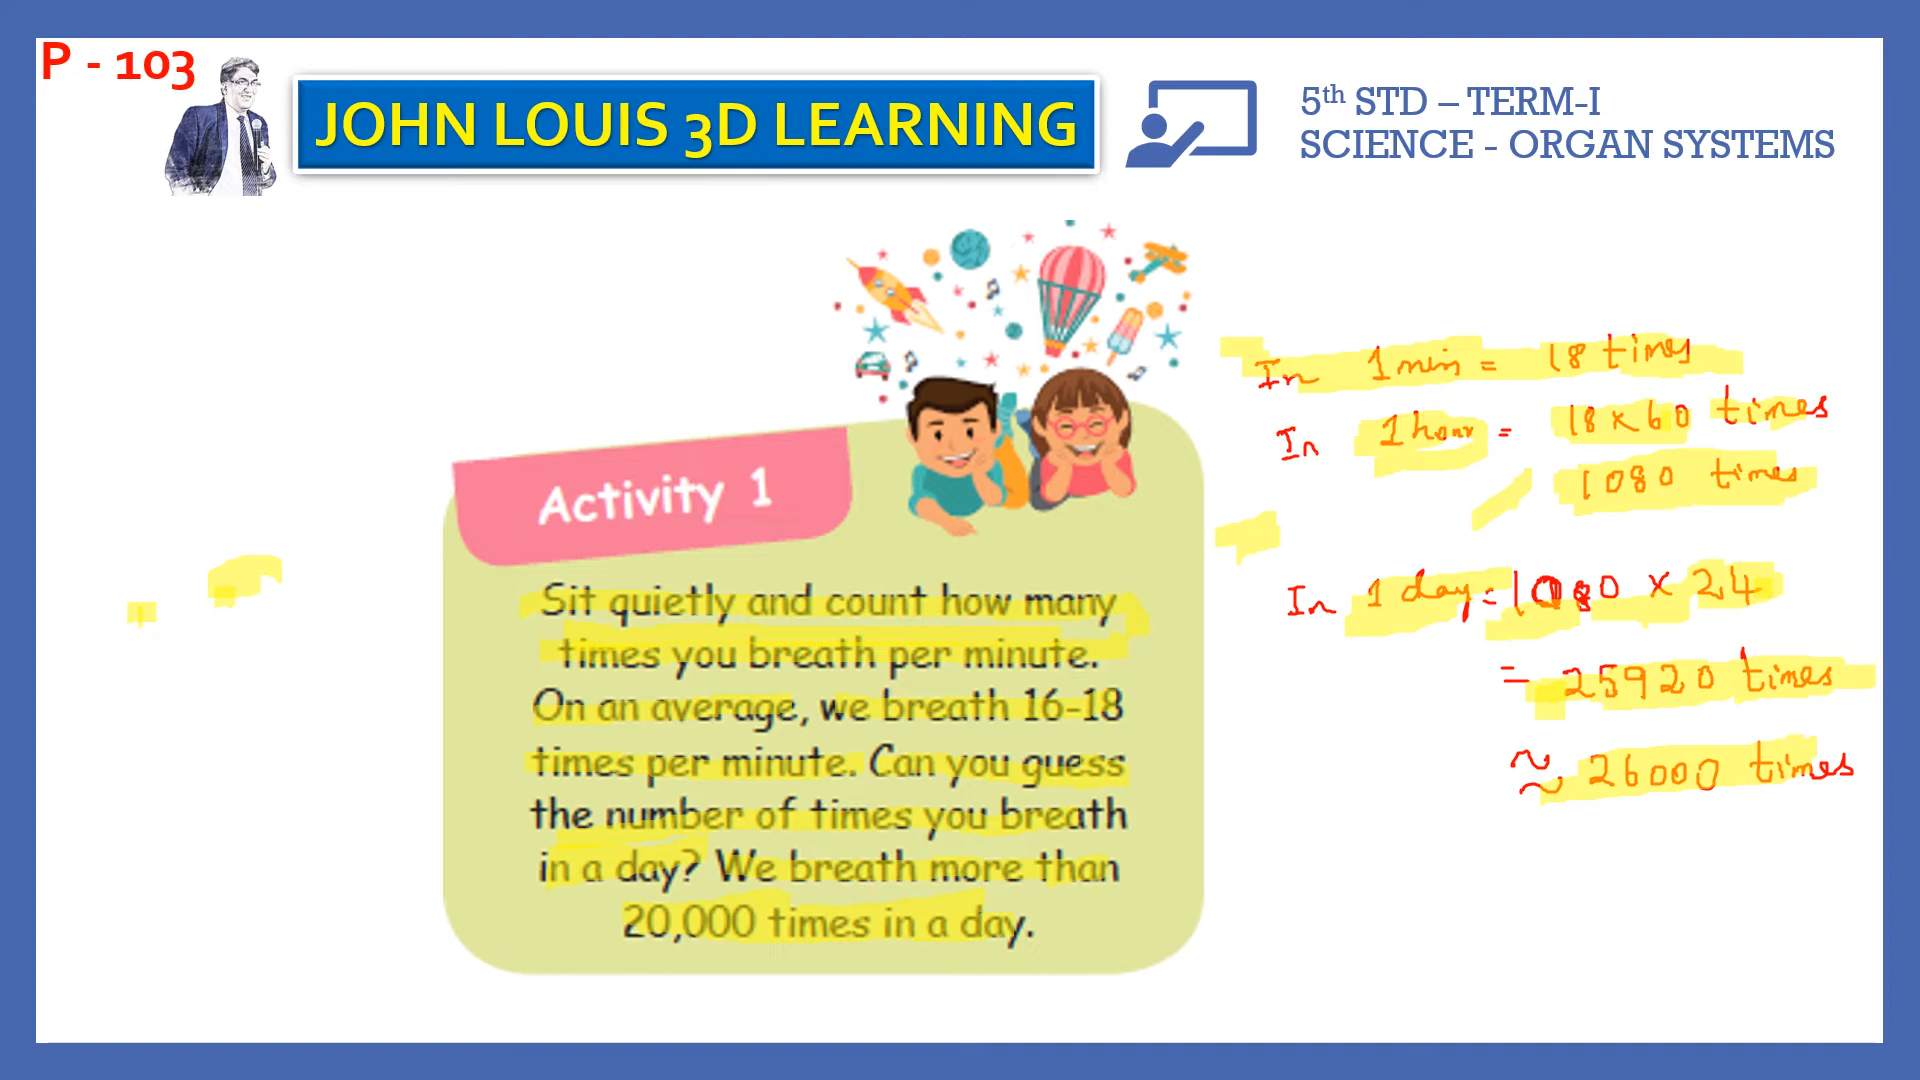 P - 103
JOHN LOUIS 3D LEARNING
5th STD – TERM-I
SCIENCE - ORGAN SYSTEMS
Activity 1
Sit quietly and count how many
times you breath per minute.
On an average, we breath 16-18
times per minute. Can you guess
the number of times you breath
in a day? We breath more than
20,000 times in a day.
In 1 min = 18 times
In 1 hour = 18 x 60 times
1080 times
In 1 day = 1080 x 24
= 25920 times
≈ 26000 times